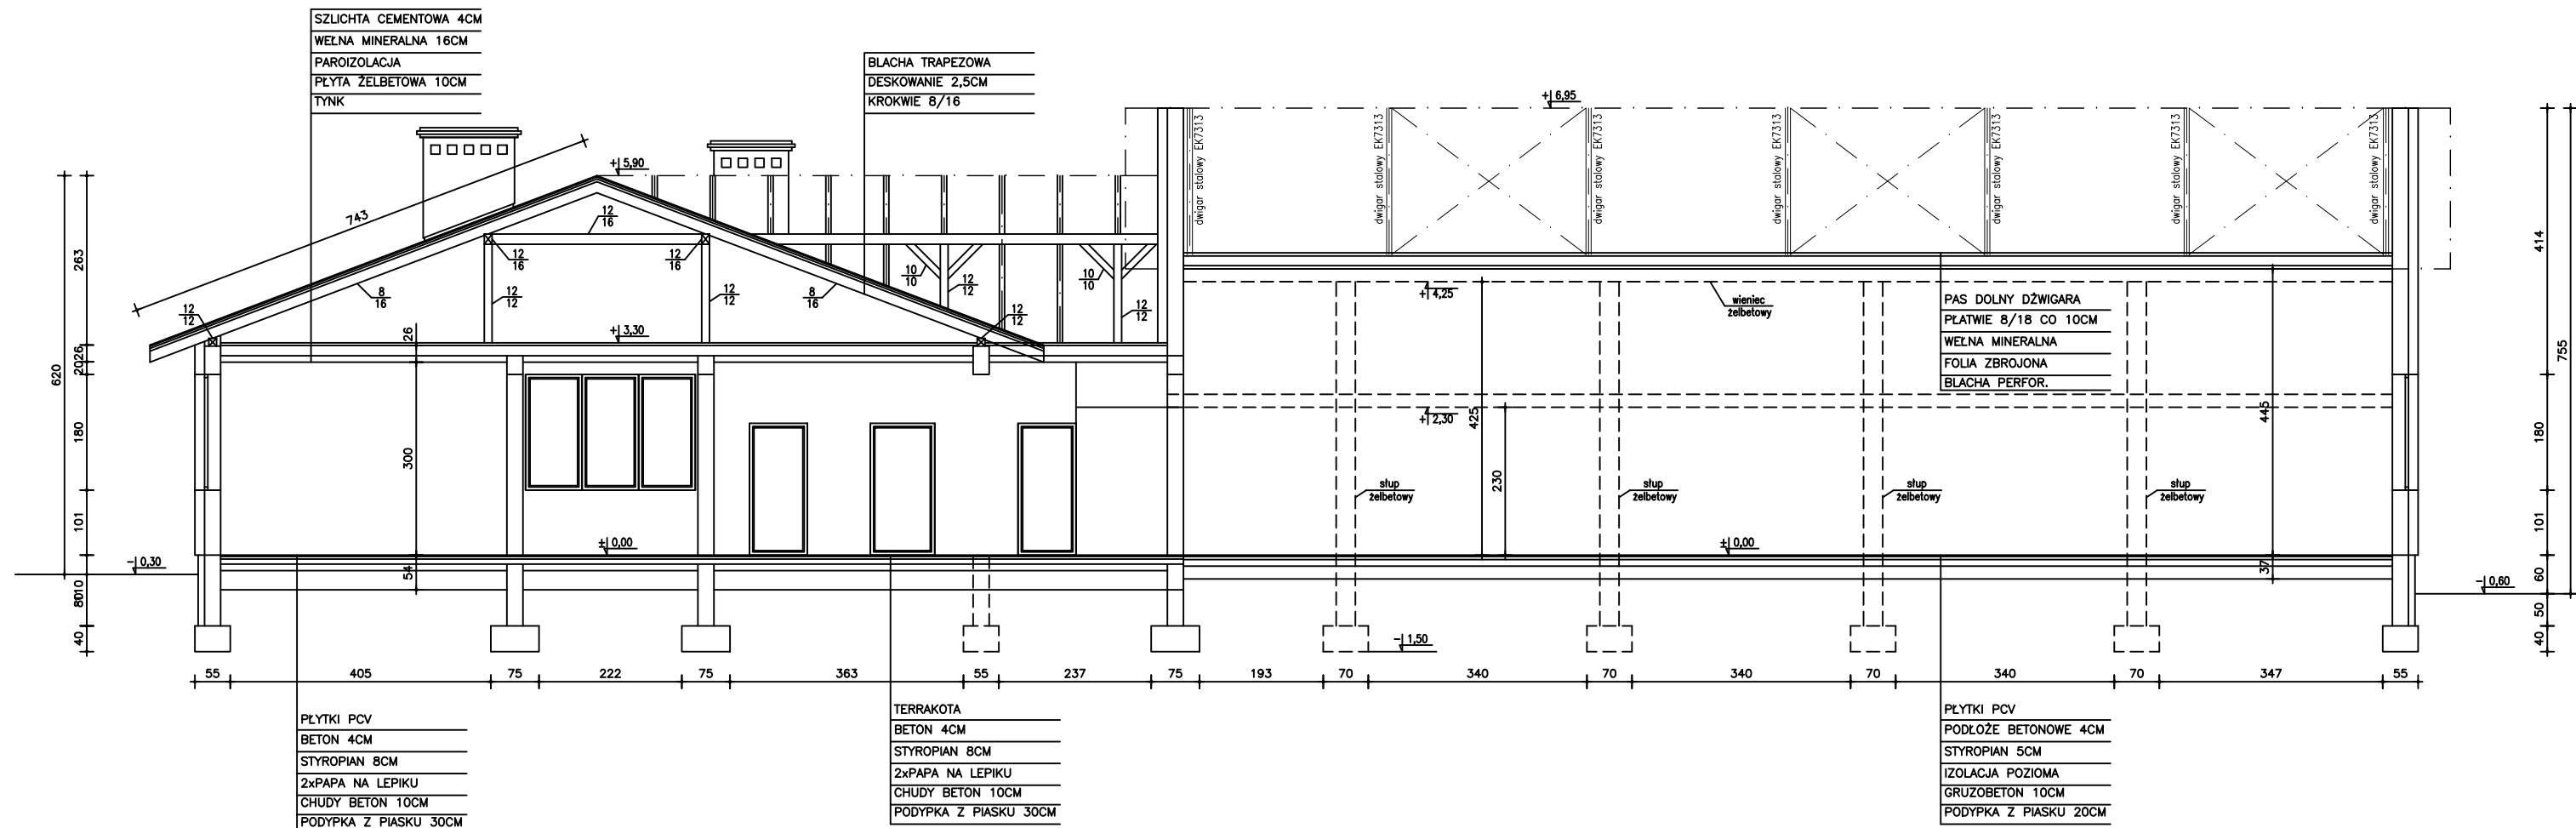 SZLICHTA CEMENTOWA 4CM
WEŁNA MINERALNA 16CM
PAROIZOLACJA
PŁYTA ŻELBETOWA 10CM
TYNK
BLACHA TRAPEZOWA
DESKOWANIE 2,5CM
KROKWIE 8/16
+ 6,95
dwigar stalowy EK7313
dwigar stalowy EK7313
dwigar stalowy EK7313
dwigar stalowy EK7313
dwigar stalowy EK7313
dwigar stalowy EK7313
dwigar stalowy EK7313
+ 5,90
743
12
16
12
16
12
16
12
12
12
12
8
16
8
16
10
10
12
12
10
10
12
12
12
12
12
12
+ 3,30
26
300
54
± 0,00
- 0,30
620
263
26
20
180
101
10
80
40
+ 4,25
wieniec
żelbetowy
PAS DOLNY DŹWIGARA
PŁATWIE 8/18 CO 10CM
WEŁNA MINERALNA
FOLIA ZBROJONA
BLACHA PERFOR.
+ 2,30
425
230
445
37
słup
żelbetowy
słup
żelbetowy
słup
żelbetowy
słup
żelbetowy
± 0,00
414
755
180
101
60
50
40
- 0,60
- 1,50
55
405
75
222
75
363
55
237
75
193
70
340
70
340
70
340
70
347
55
PŁYTKI PCV
BETON 4CM
STYROPIAN 8CM
2xPAPA NA LEPIKU
CHUDY BETON 10CM
PODYPKA Z PIASKU 30CM
TERRAKOTA
BETON 4CM
STYROPIAN 8CM
2xPAPA NA LEPIKU
CHUDY BETON 10CM
PODYPKA Z PIASKU 30CM
PŁYTKI PCV
PODŁOŻE BETONOWE 4CM
STYROPIAN 5CM
IZOLACJA POZIOMA
GRUZOBETON 10CM
PODYPKA Z PIASKU 20CM